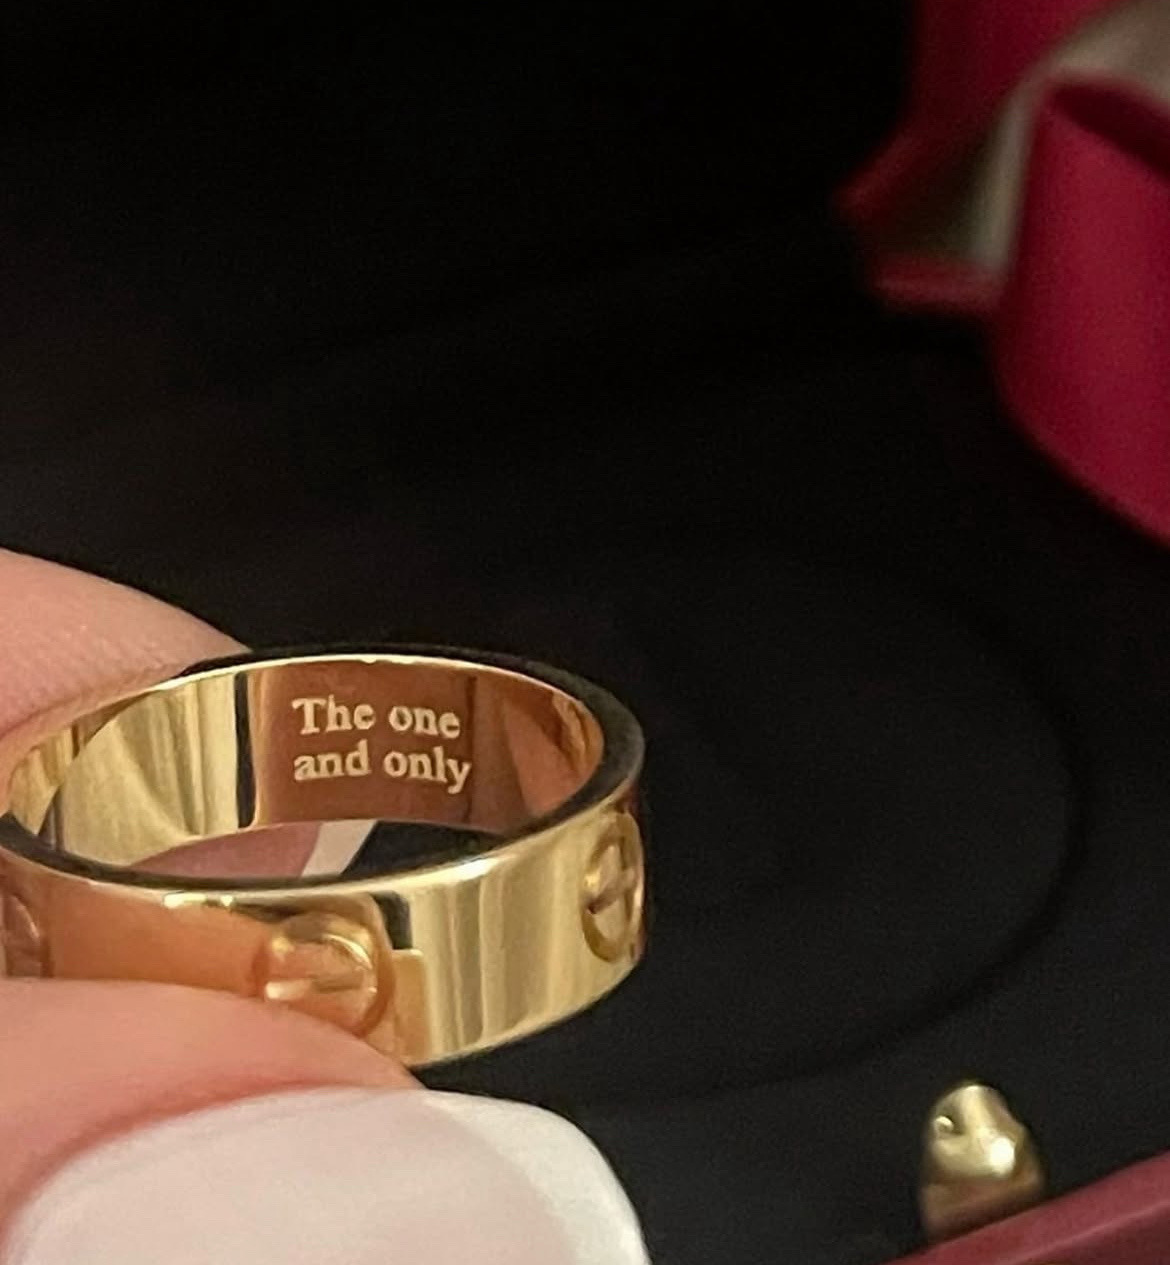 The one
and only